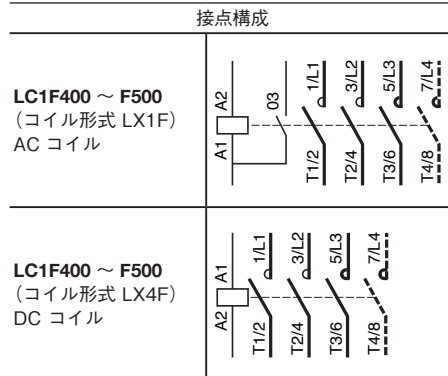 接点構成
LC1F400 ～ F500
（コイル形式 LX1F）
AC コイル
A2
A1
03
1/L1
3/L2
5/L3
7/L4
T1/2
T2/4
T3/6
T4/8
LC1F400 ～ F500
（コイル形式 LX4F）
DC コイル
A1
A2
1/L1
3/L2
5/L3
7/L4
T1/2
T2/4
T3/6
T4/8